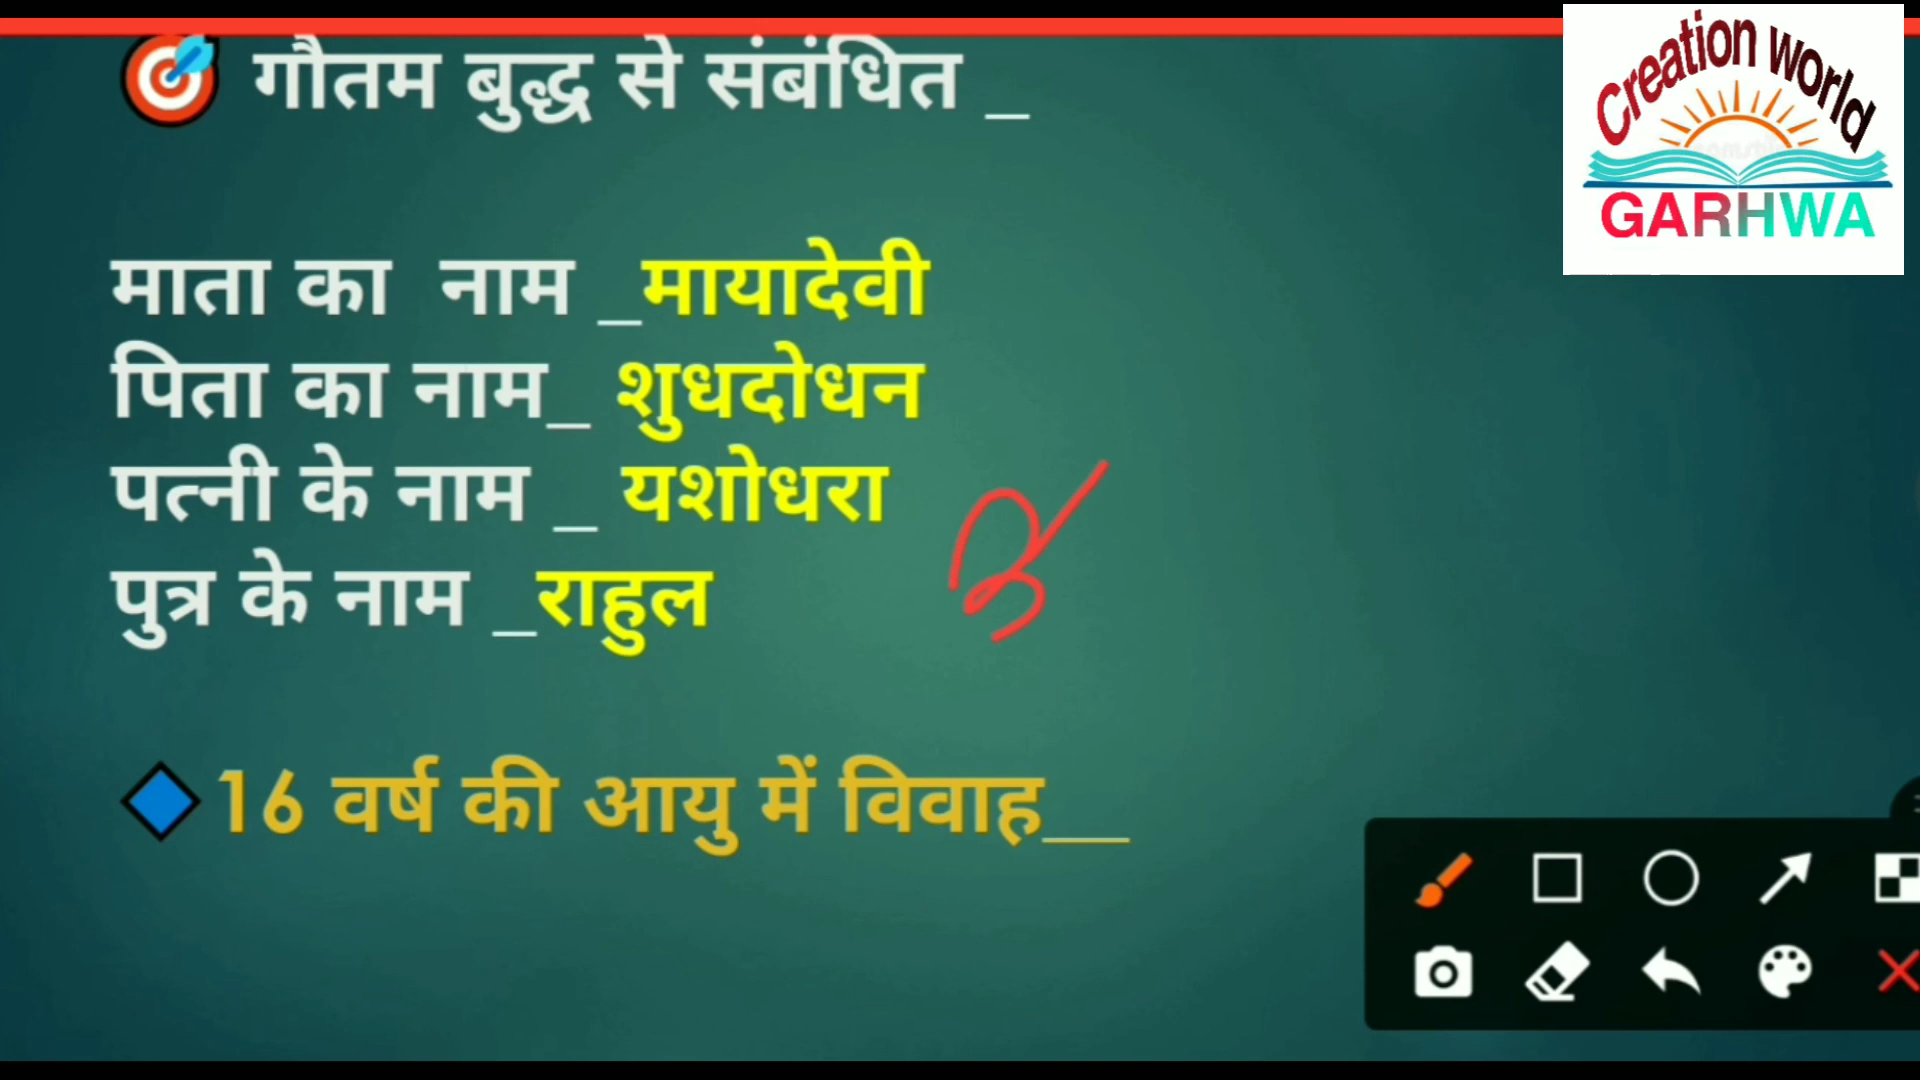 गौतम बुद्ध से संबंधित _
Creation World
GARHWA
माता का नाम _मायादेवी
पिता का नाम_ शुधदोधन
पत्नी के नाम _ यशोधरा
पुत्र के नाम _राहुल
16 वर्ष की आयु में विवाह__